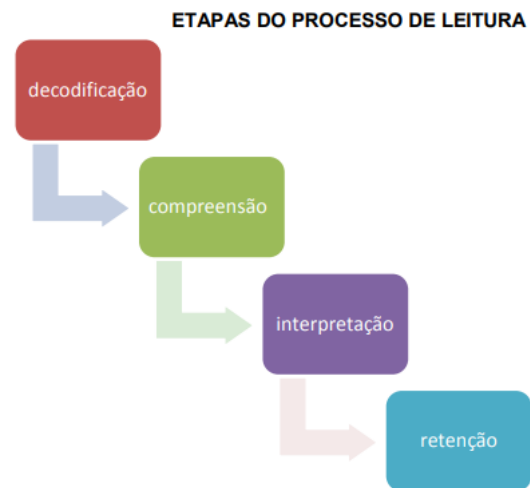 ETAPAS DO PROCESSO DE LEITURA
decodificação
compreensão
interpretação
retenção